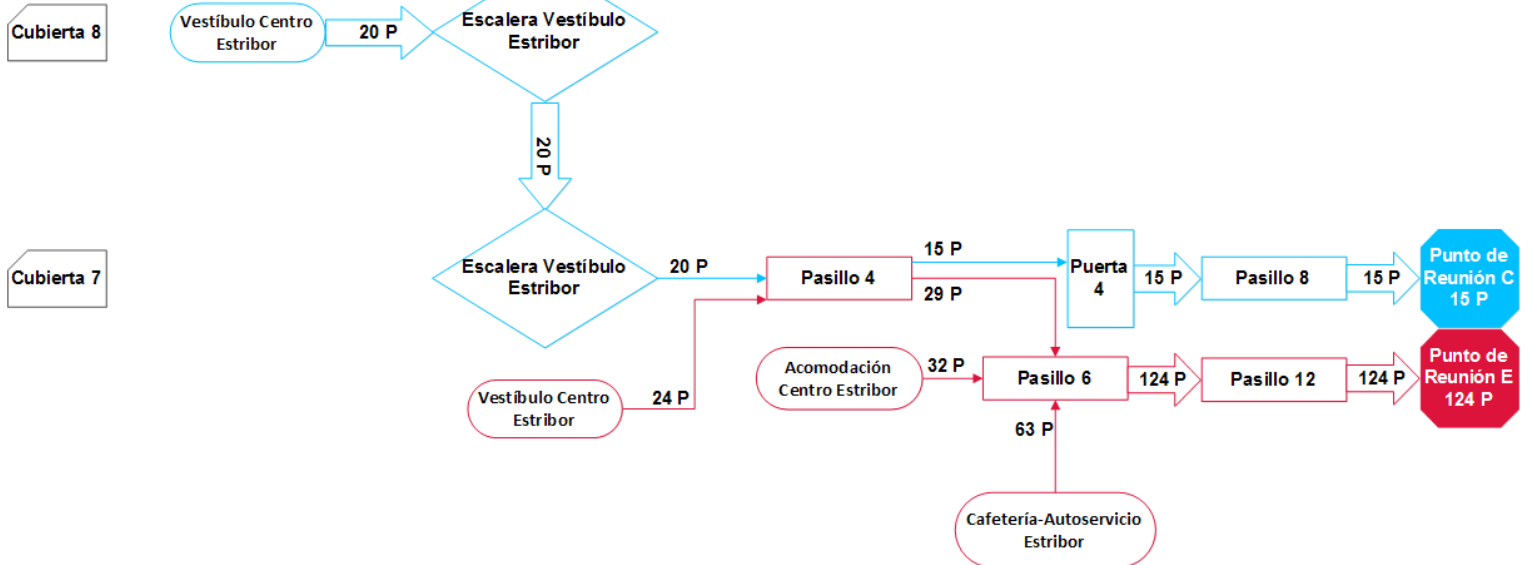 Cubierta 8
Vestíbulo Centro
Estribor
20 P
Escalera Vestíbulo
Estribor
20 P
Cubierta 7
Escalera Vestíbulo
Estribor
20 P
Pasillo 4
15 P
29 P
Puerta
4
15 P
Pasillo 8
15 P
Punto de
Reunión C
15 P
Vestíbulo Centro
Estribor
24 P
Acomodación
Centro Estribor
32 P
Pasillo 6
124 P
Pasillo 12
124 P
Punto de
Reunión E
124 P
63 P
Cafetería-Autoservicio
Estribor